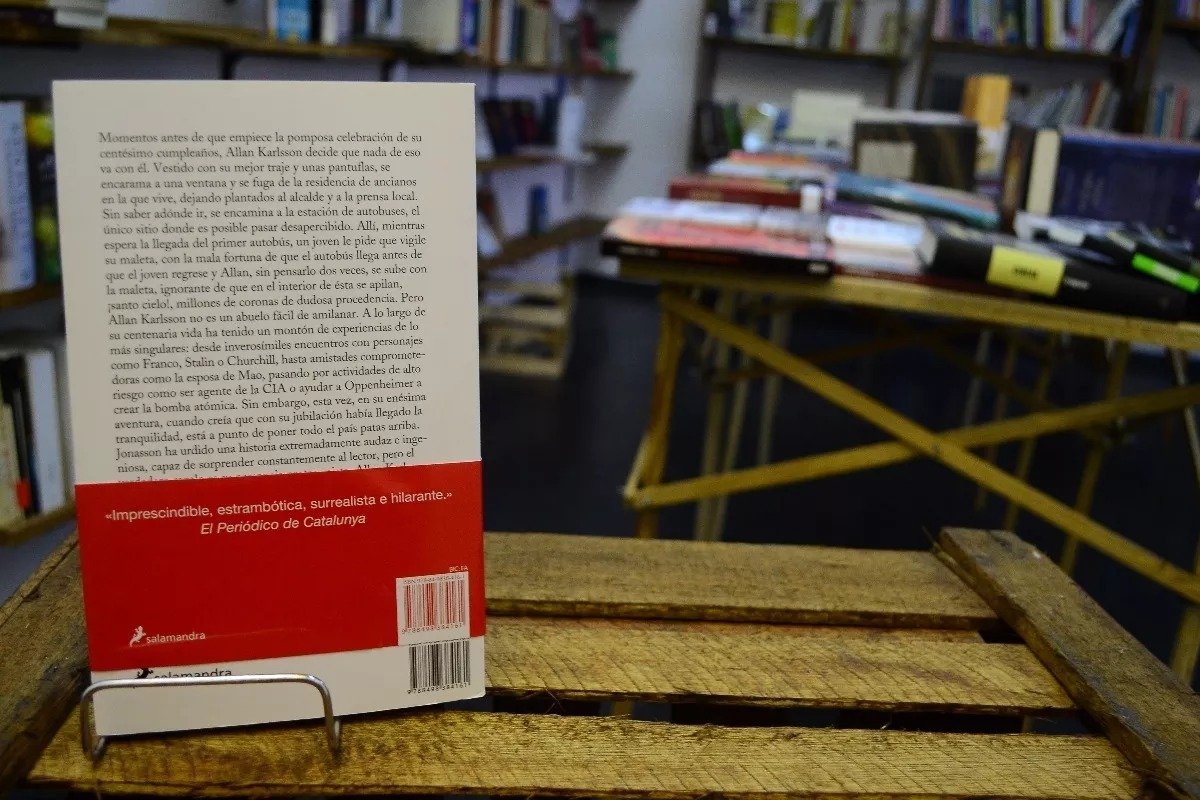 Momentos antes de que empiece la pomposa celebración de su
centésimo cumpleaños, Allan Karlsson decide que nada de eso
va con él. Vestido con su mejor traje y unas pantuflas, se
encarama a una ventana y se fuga de la residencia de ancianos
en la que vive, dejando plantados al alcalde y a la prensa local.
Sin saber adónde ir, se encamina a la estación de autobuses, el
único sitio donde es posible pasar desapercibido. Allí, mientras
espera la llegada del primer autobús, un joven le pide que vigile
su maleta, con la mala fortuna de que el autobús llega antes de
que el joven regrese y Allan, sin pensarlo dos veces, se sube con
la maleta, ignorante de que en el interior de ésta se apilan,
¡santo cielo!, millones de coronas de dudosa procedencia. Pero
Allan Karlsson no es un abuelo fácil de amilanar. A lo largo de
su centenaria vida ha tenido un montón de experiencias de lo
más singulares: desde inverosímiles encuentros con personajes
como Franco, Stalin o Churchill, hasta amistades compromete-
doras como la esposa de Mao, pasando por actividades de alto
riesgo como ser agente de la CIA o ayudar a Oppenheimer a
crear la bomba atómica. Sin embargo, esta vez, en su enésima
aventura, cuando creía que con su jubilación había llegado la
tranquilidad, está a punto de poner todo el país patas arriba.
Jonasson ha urdido una historia extremadamente audaz e inge-
niosa, capaz de sorprender constantemente al lector, pero el
«Imprescindible, estrambótica, surrealista e hilarante.»
El Periódico de Catalunya
BIC: FA
salamandra
salamandra